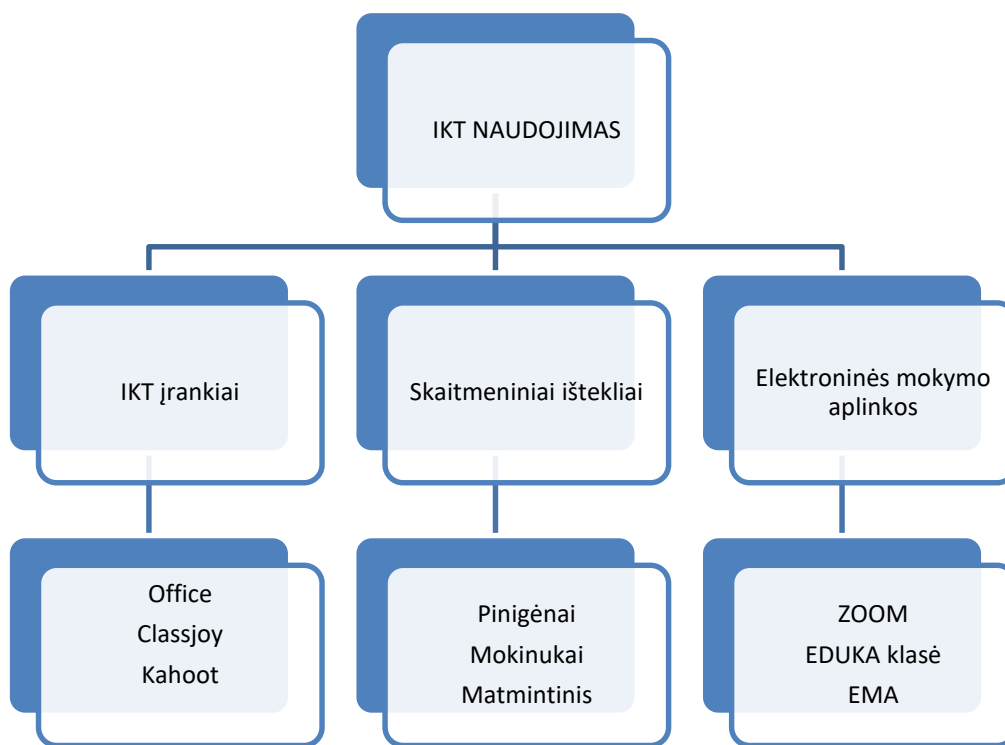 IKT NAUDOJIMAS
IKT įrankiai
Skaitmeniniai ištekliai
Elektroninės mokymo
aplinkos
Office
Classjoy
Kahoot
Pinigėnai
Mokinukai
Matmintinis
ZOOM
EDUKA klasė
EMA